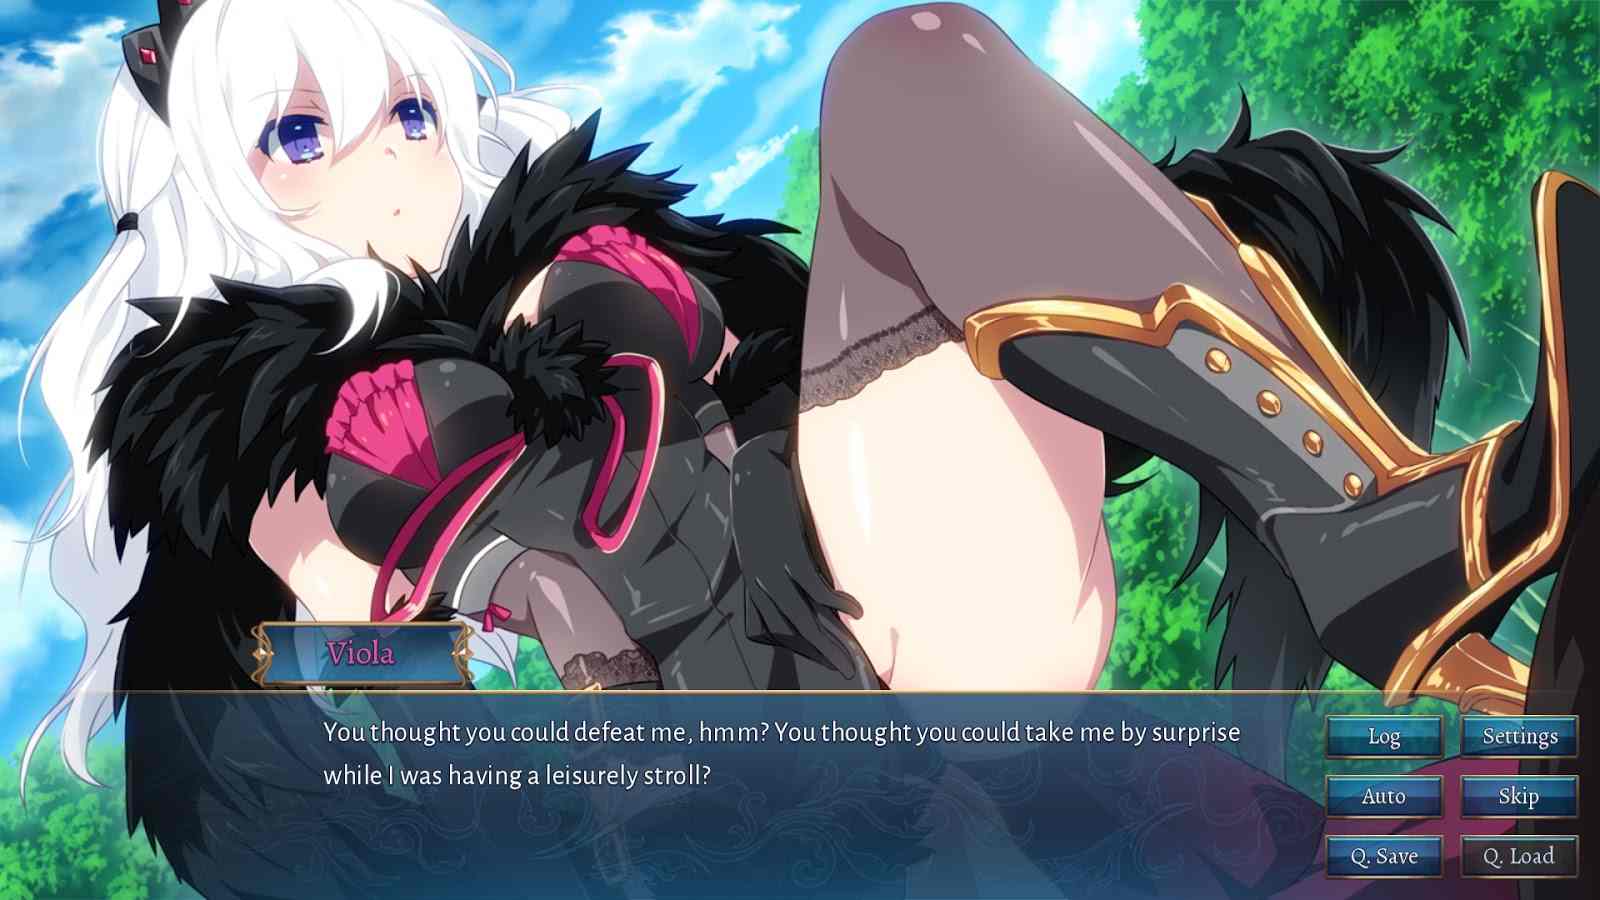 Viola
You thought you could defeat me, hmm? You thought you could take me by surprise
while I was having a leisurely stroll?
Log
Settings
Auto
Skip
Q. Save
Q. Load